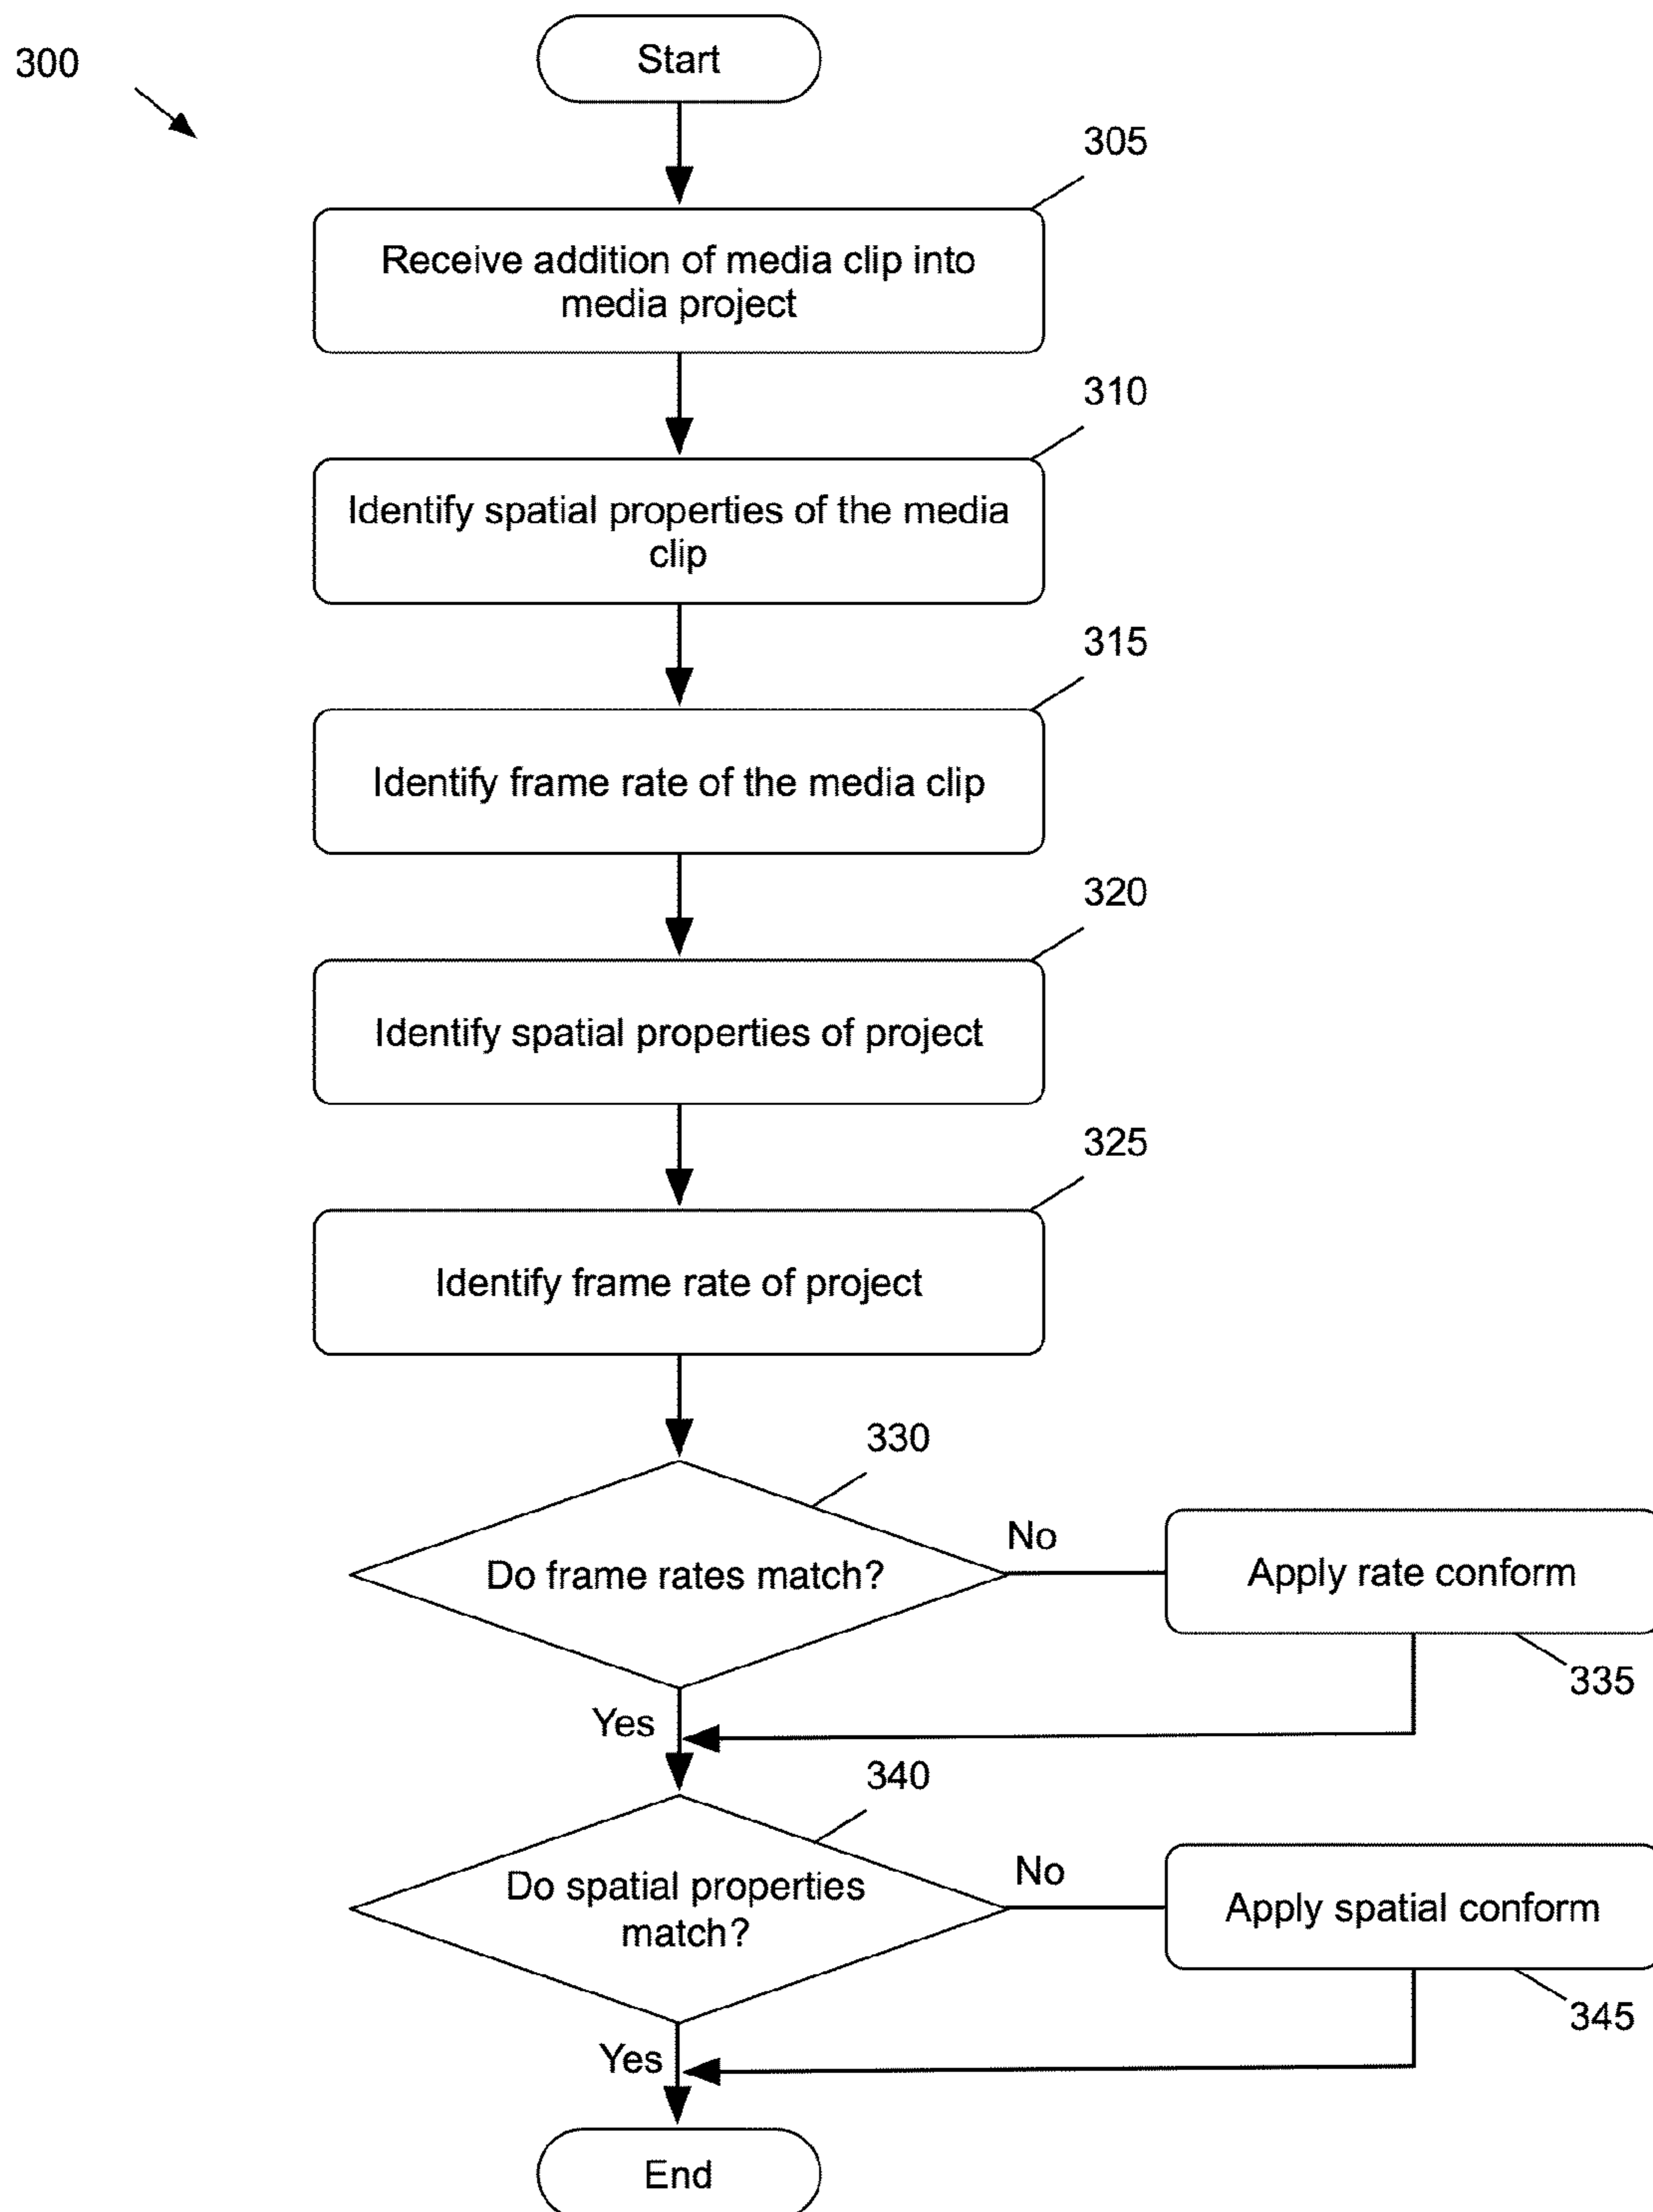 300
Start
305
Receive addition of media clip into
media project
310
Identify spatial properties of the media
clip
315
Identify frame rate of the media clip
320
Identify spatial properties of project
325
Identify frame rate of project
330
Do frame rates match?
No
Apply rate conform
335
Yes
340
Do spatial properties
match?
No
Apply spatial conform
345
Yes
End